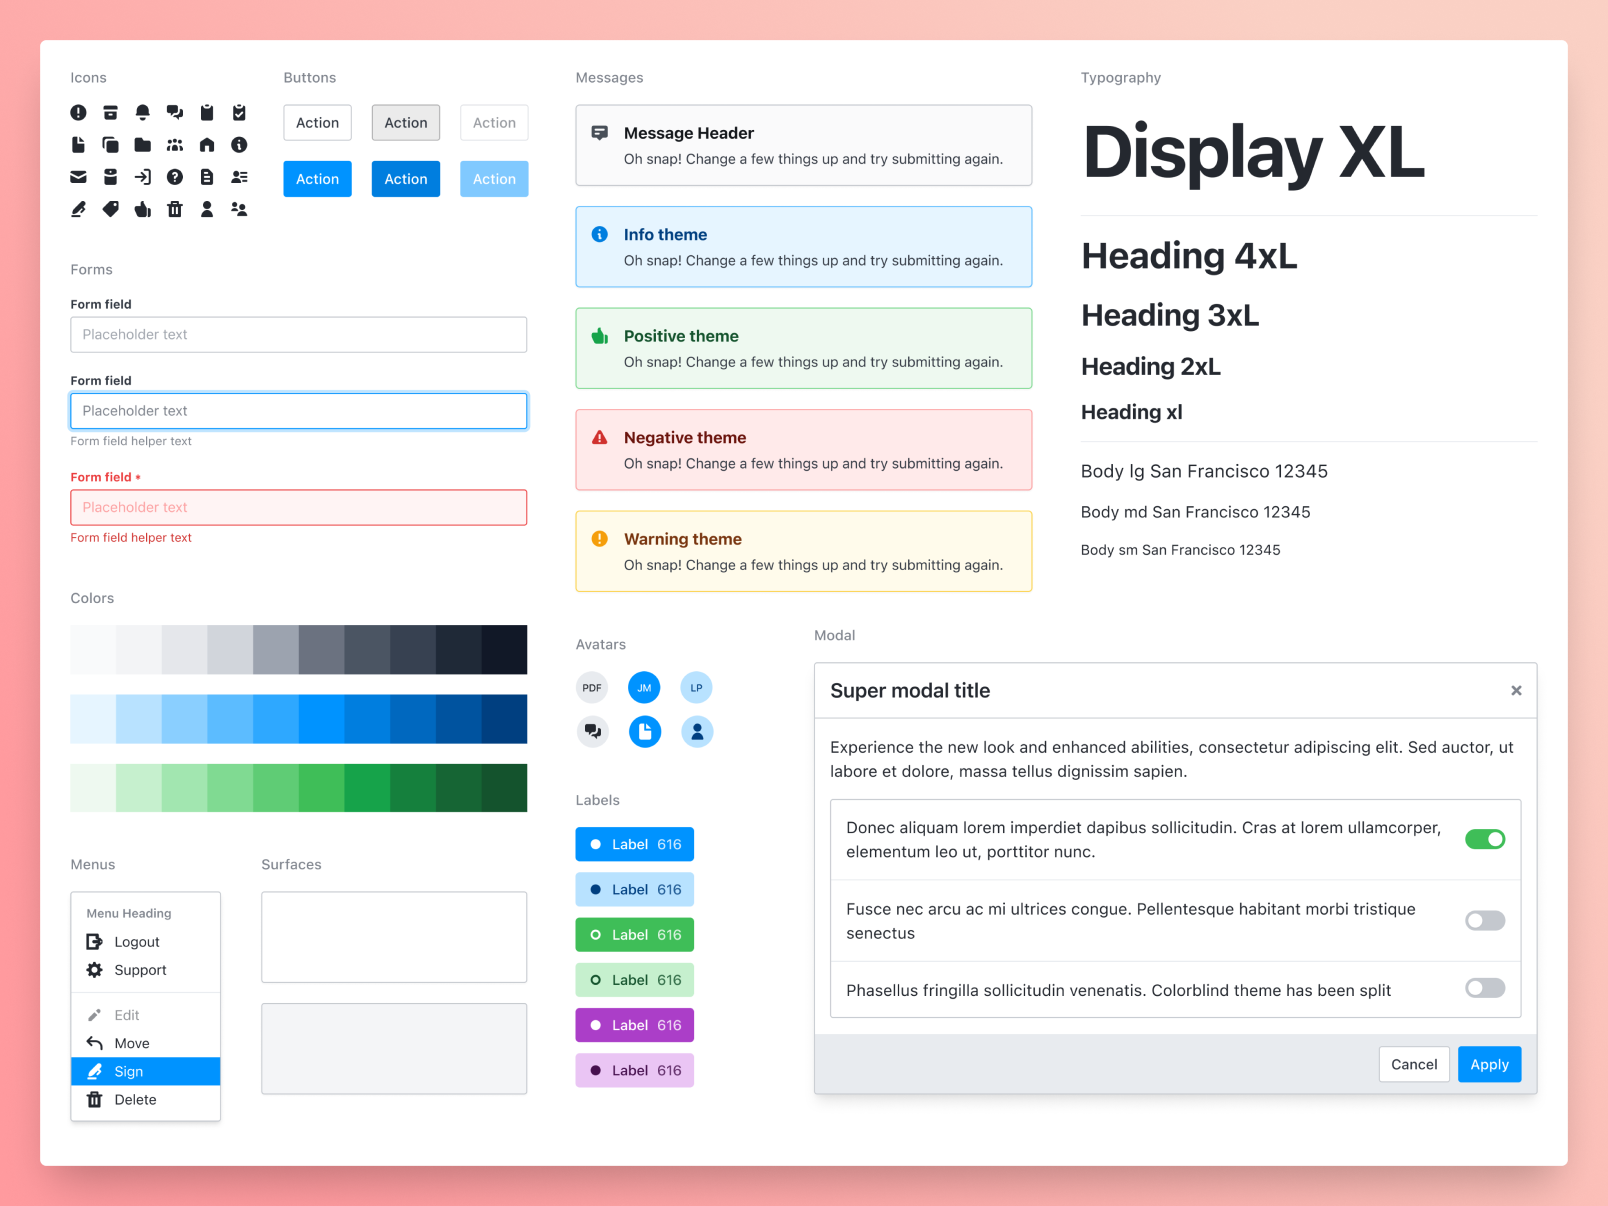 Icons
Buttons
Action
Action
Action
Action
Action
Action
Forms
Form field
Placeholder text
Form field
Placeholder text
Form field helper text
Form field *
Placeholder text
Form field helper text
Colors
Menus
Menu Heading
Logout
Support
Edit
Move
Sign
Delete
Surfaces
Messages
Message Header
Oh snap! Change a few things up and try submitting again.
Info theme
Oh snap! Change a few things up and try submitting again.
Positive theme
Oh snap! Change a few things up and try submitting again.
Negative theme
Oh snap! Change a few things up and try submitting again.
Warning theme
Oh snap! Change a few things up and try submitting again.
Avatars
PDF
JM
LP
Labels
Label 616
Label 616
Label 616
Label 616
Label 616
Label 616
Typography
Display XL
Heading 4xL
Heading 3xL
Heading 2xL
Heading xl
Body lg San Francisco 12345
Body md San Francisco 12345
Body sm San Francisco 12345
Modal
Super modal title
Experience the new look and enhanced abilities, consectetur adipiscing elit. Sed auctor, ut
labore et dolore, massa tellus dignissim sapien.
Donec aliquam lorem imperdiet dapibus sollicitudin. Cras at lorem ullamcorper,
elementum leo ut, porttitor nunc.
Fusce nec arcu ac mi ultrices congue. Pellentesque habitant morbi tristique
senectus
Phasellus fringilla sollicitudin venenatis. Colorblind theme has been split
Cancel
Apply